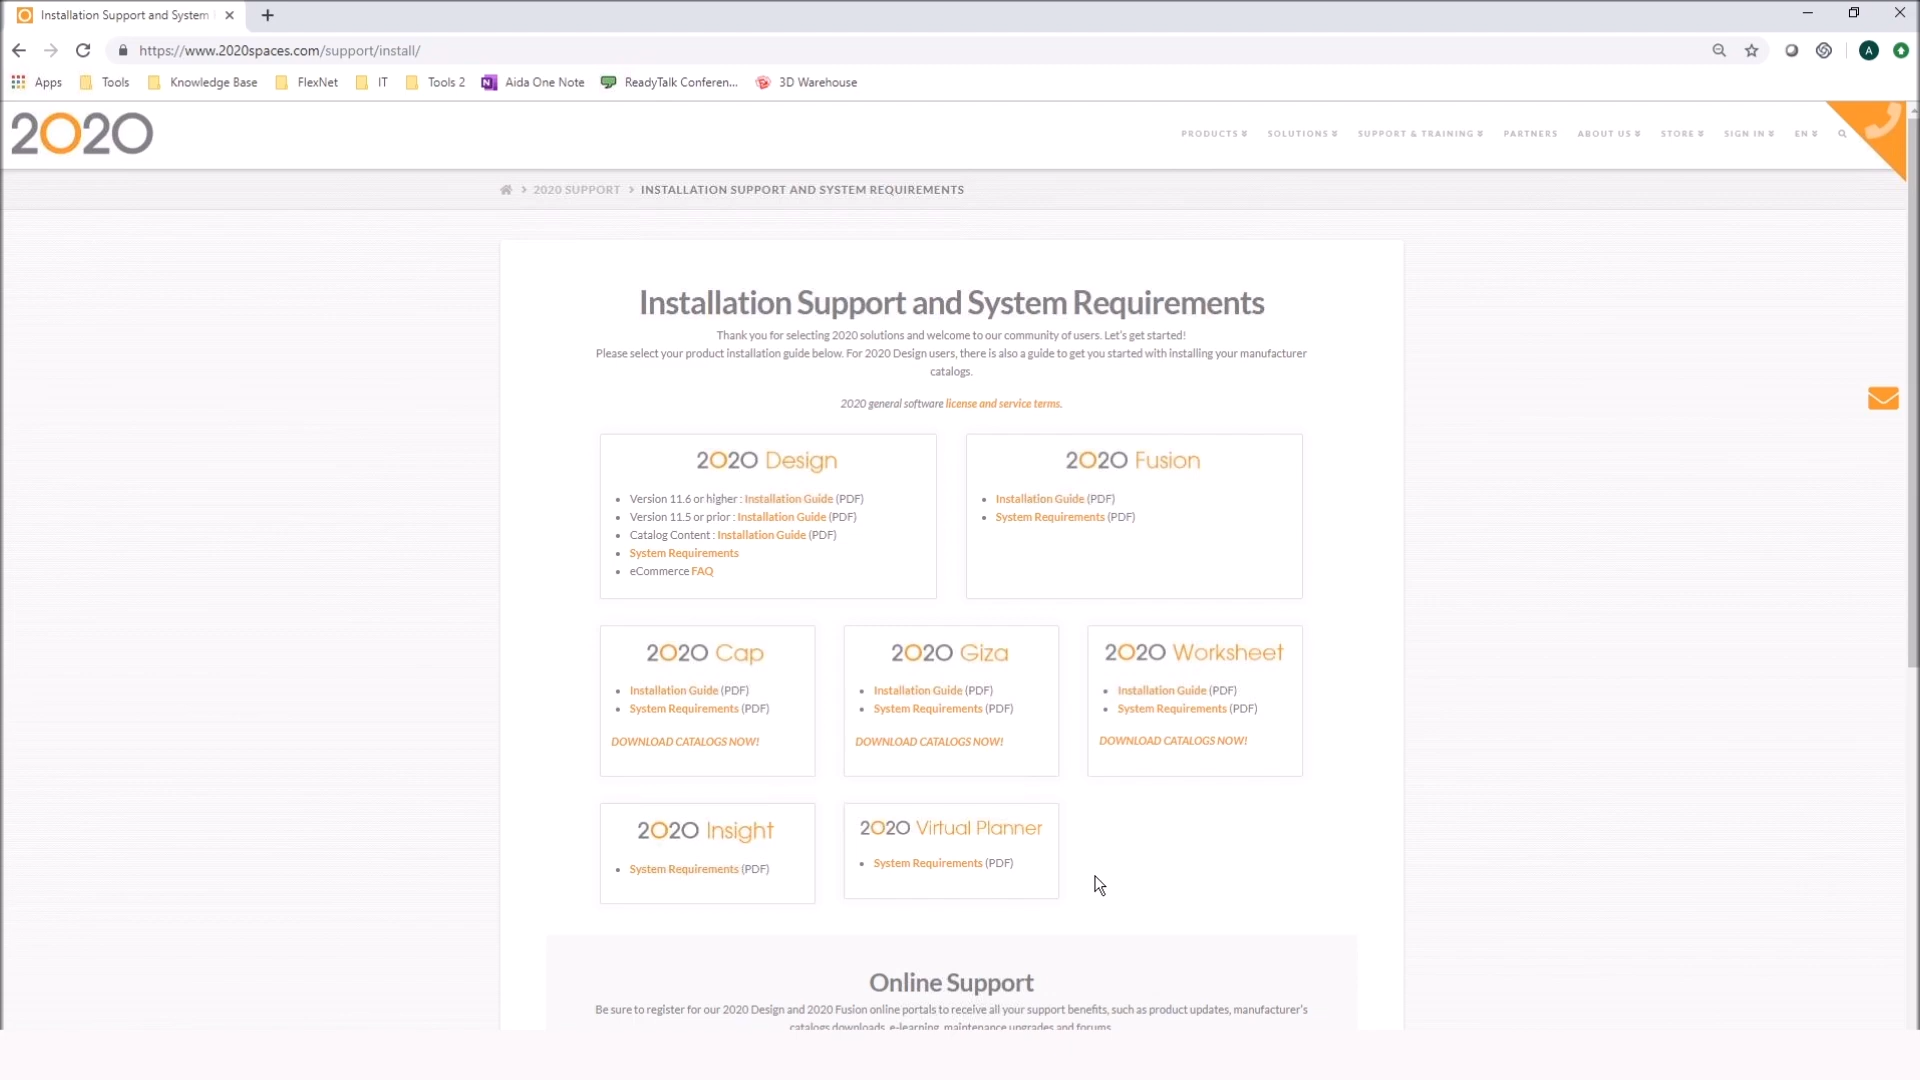 Installation Support and System
https://www.2020spaces.com/support/install/
Apps Tools Knowledge Base FlexNet IT Tools 2 Aida One Note ReadyTalk Conferen... 3D Warehouse
A
2020
PRODUCTS SOLUTIONS SUPPORT & TRAINING PARTNERS ABOUT US STORE SIGN IN EN
2020 SUPPORT > INSTALLATION SUPPORT AND SYSTEM REQUIREMENTS
Installation Support and System Requirements
Thank you for selecting 2020 solutions and welcome to our community of users. Let's get started!
Please select your product installation guide below. For 2020 Design users, there is also a guide to get you started with installing your manufacturer
catalogs.
2020 general software license and service terms.
2020 Design
Version 11.6 or higher : Installation Guide (PDF)
Version 11.5 or prior : Installation Guide (PDF)
Catalog Content : Installation Guide (PDF)
System Requirements
eCommerce FAQ
2020 Fusion
Installation Guide (PDF)
System Requirements (PDF)
2020 Cap
Installation Guide (PDF)
System Requirements (PDF)
DOWNLOAD CATALOGS NOW!
2020 Giza
Installation Guide (PDF)
System Requirements (PDF)
DOWNLOAD CATALOGS NOW!
2020 Worksheet
Installation Guide (PDF)
System Requirements (PDF)
DOWNLOAD CATALOGS NOW!
2020 Insight
System Requirements (PDF)
2020 Virtual Planner
System Requirements (PDF)
Online Support
Be sure to register for our 2020 Design and 2020 Fusion online portals to receive all your support benefits, such as product updates, manufacturer's
catalogs downloads, e-learning, maintenance upgrades and forums.